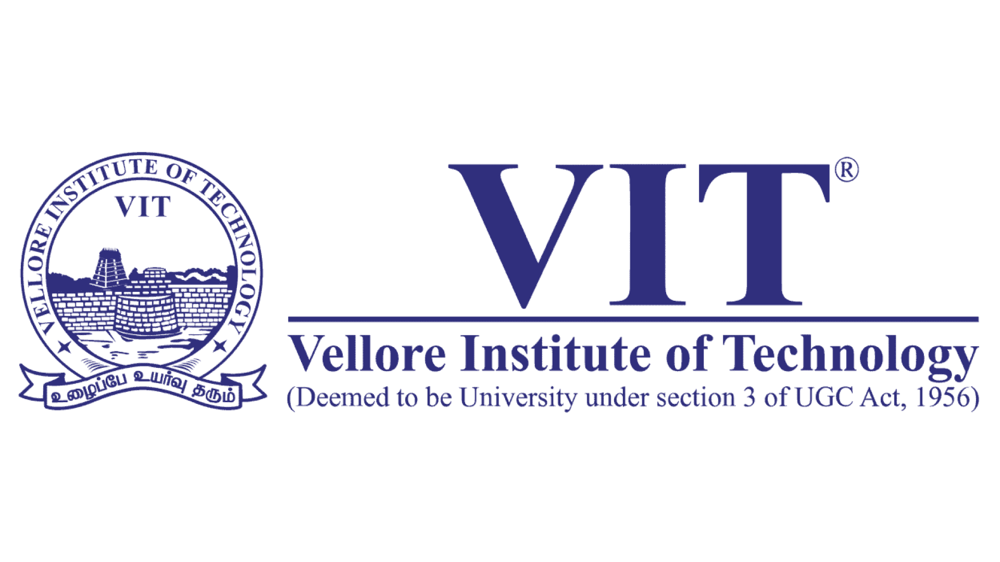 VELLORE INSTITUTE OF TECHNOLOGY
VIT
உழைப்பே உயர்வு தரும்
VIT®
Vellore Institute of Technology
(Deemed to be University under section 3 of UGC Act, 1956)